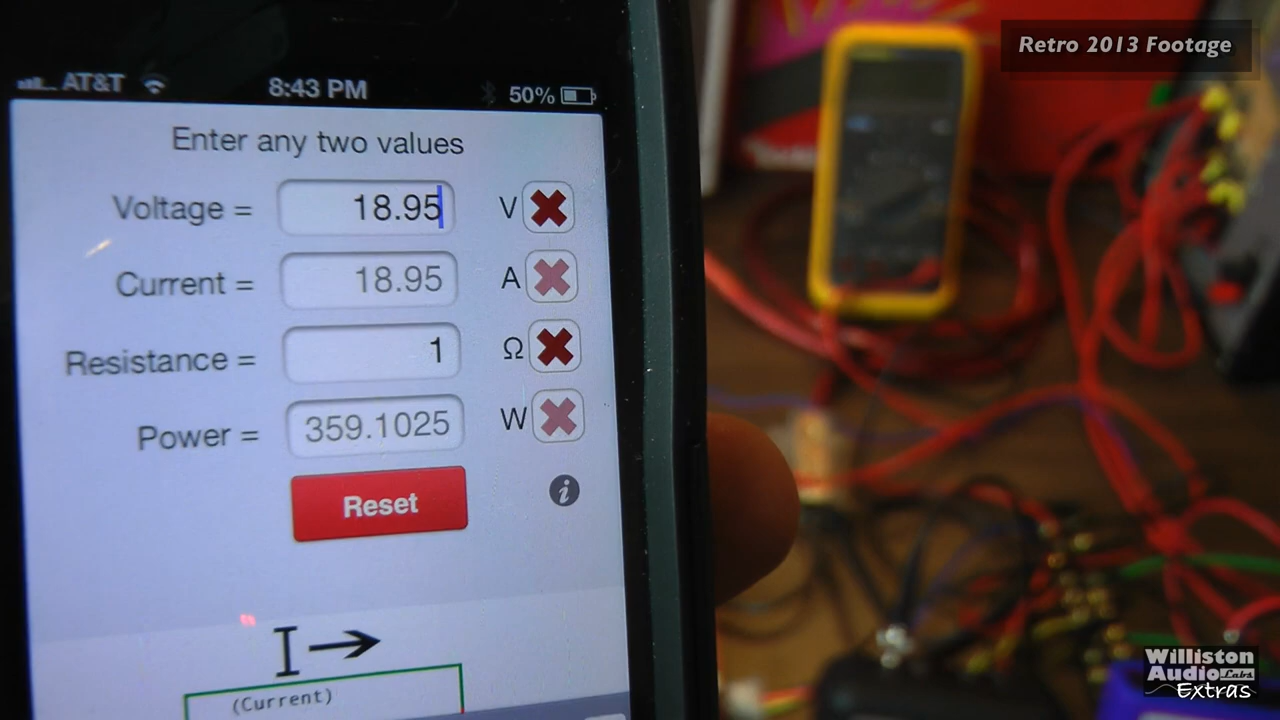 Retro 2013 Footage
AT&T 8:43 PM 50%
Enter any two values
Voltage = 18.95 V
Current = 18.95 A
Resistance = 1 Ω
Power = 359.1025 W
Reset
i
I →
(Current)
Williston
Audio Labs
Extras